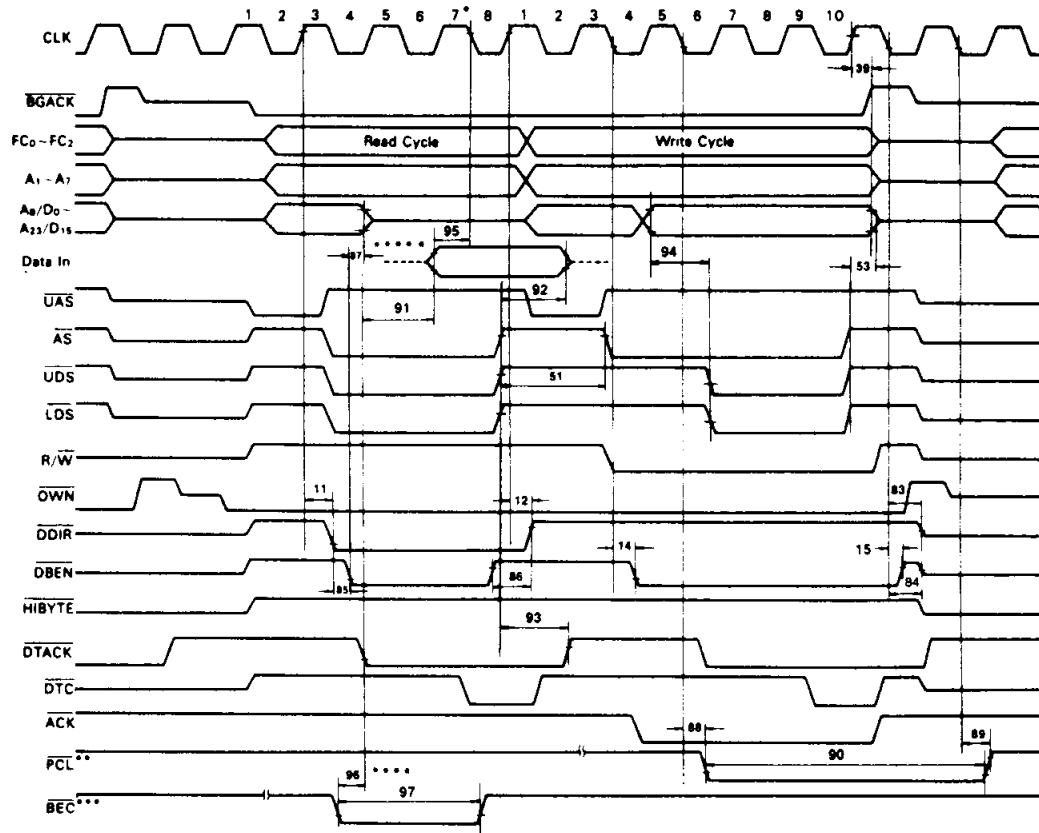 1 2 3 4 5 6 7* 8 1 2 3 4 5 6 7 8 9 10
CLK
39
BGACK
FC₀~FC₂ Read Cycle Write Cycle
A₁~A₇
A₈/D₀~
A₂₃/D₁₅
***** 95
87 94 53
Data In
92
UAS
91
AS
51
UDS
LDS
R/W
OWN
11 12 83
DDIR
14 15
DBEN
85 86 84
HIBYTE
93
DTACK
DTC
ACK
88 89
90
PCL**
96 ****
97
BEC***